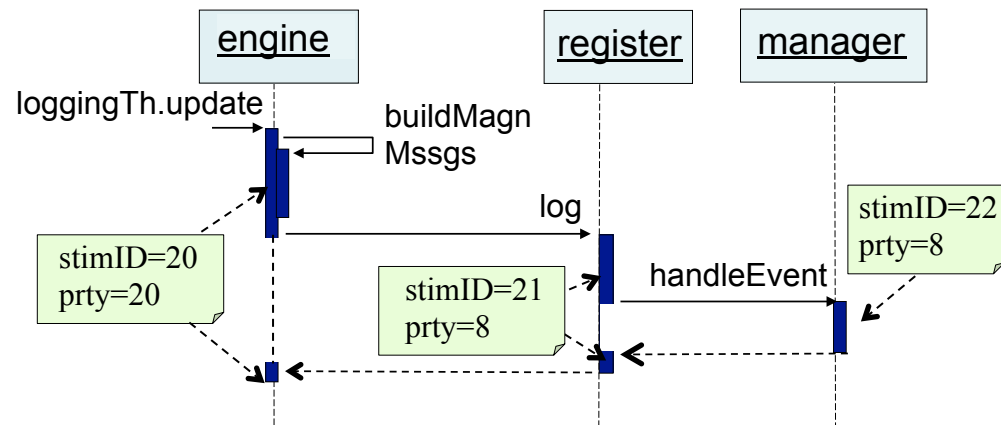 engine
register
manager
loggingTh.update
buildMagn
Mssgs
log
stimID=22
prty=8
stimID=20
prty=20
stimID=21
prty=8
handleEvent